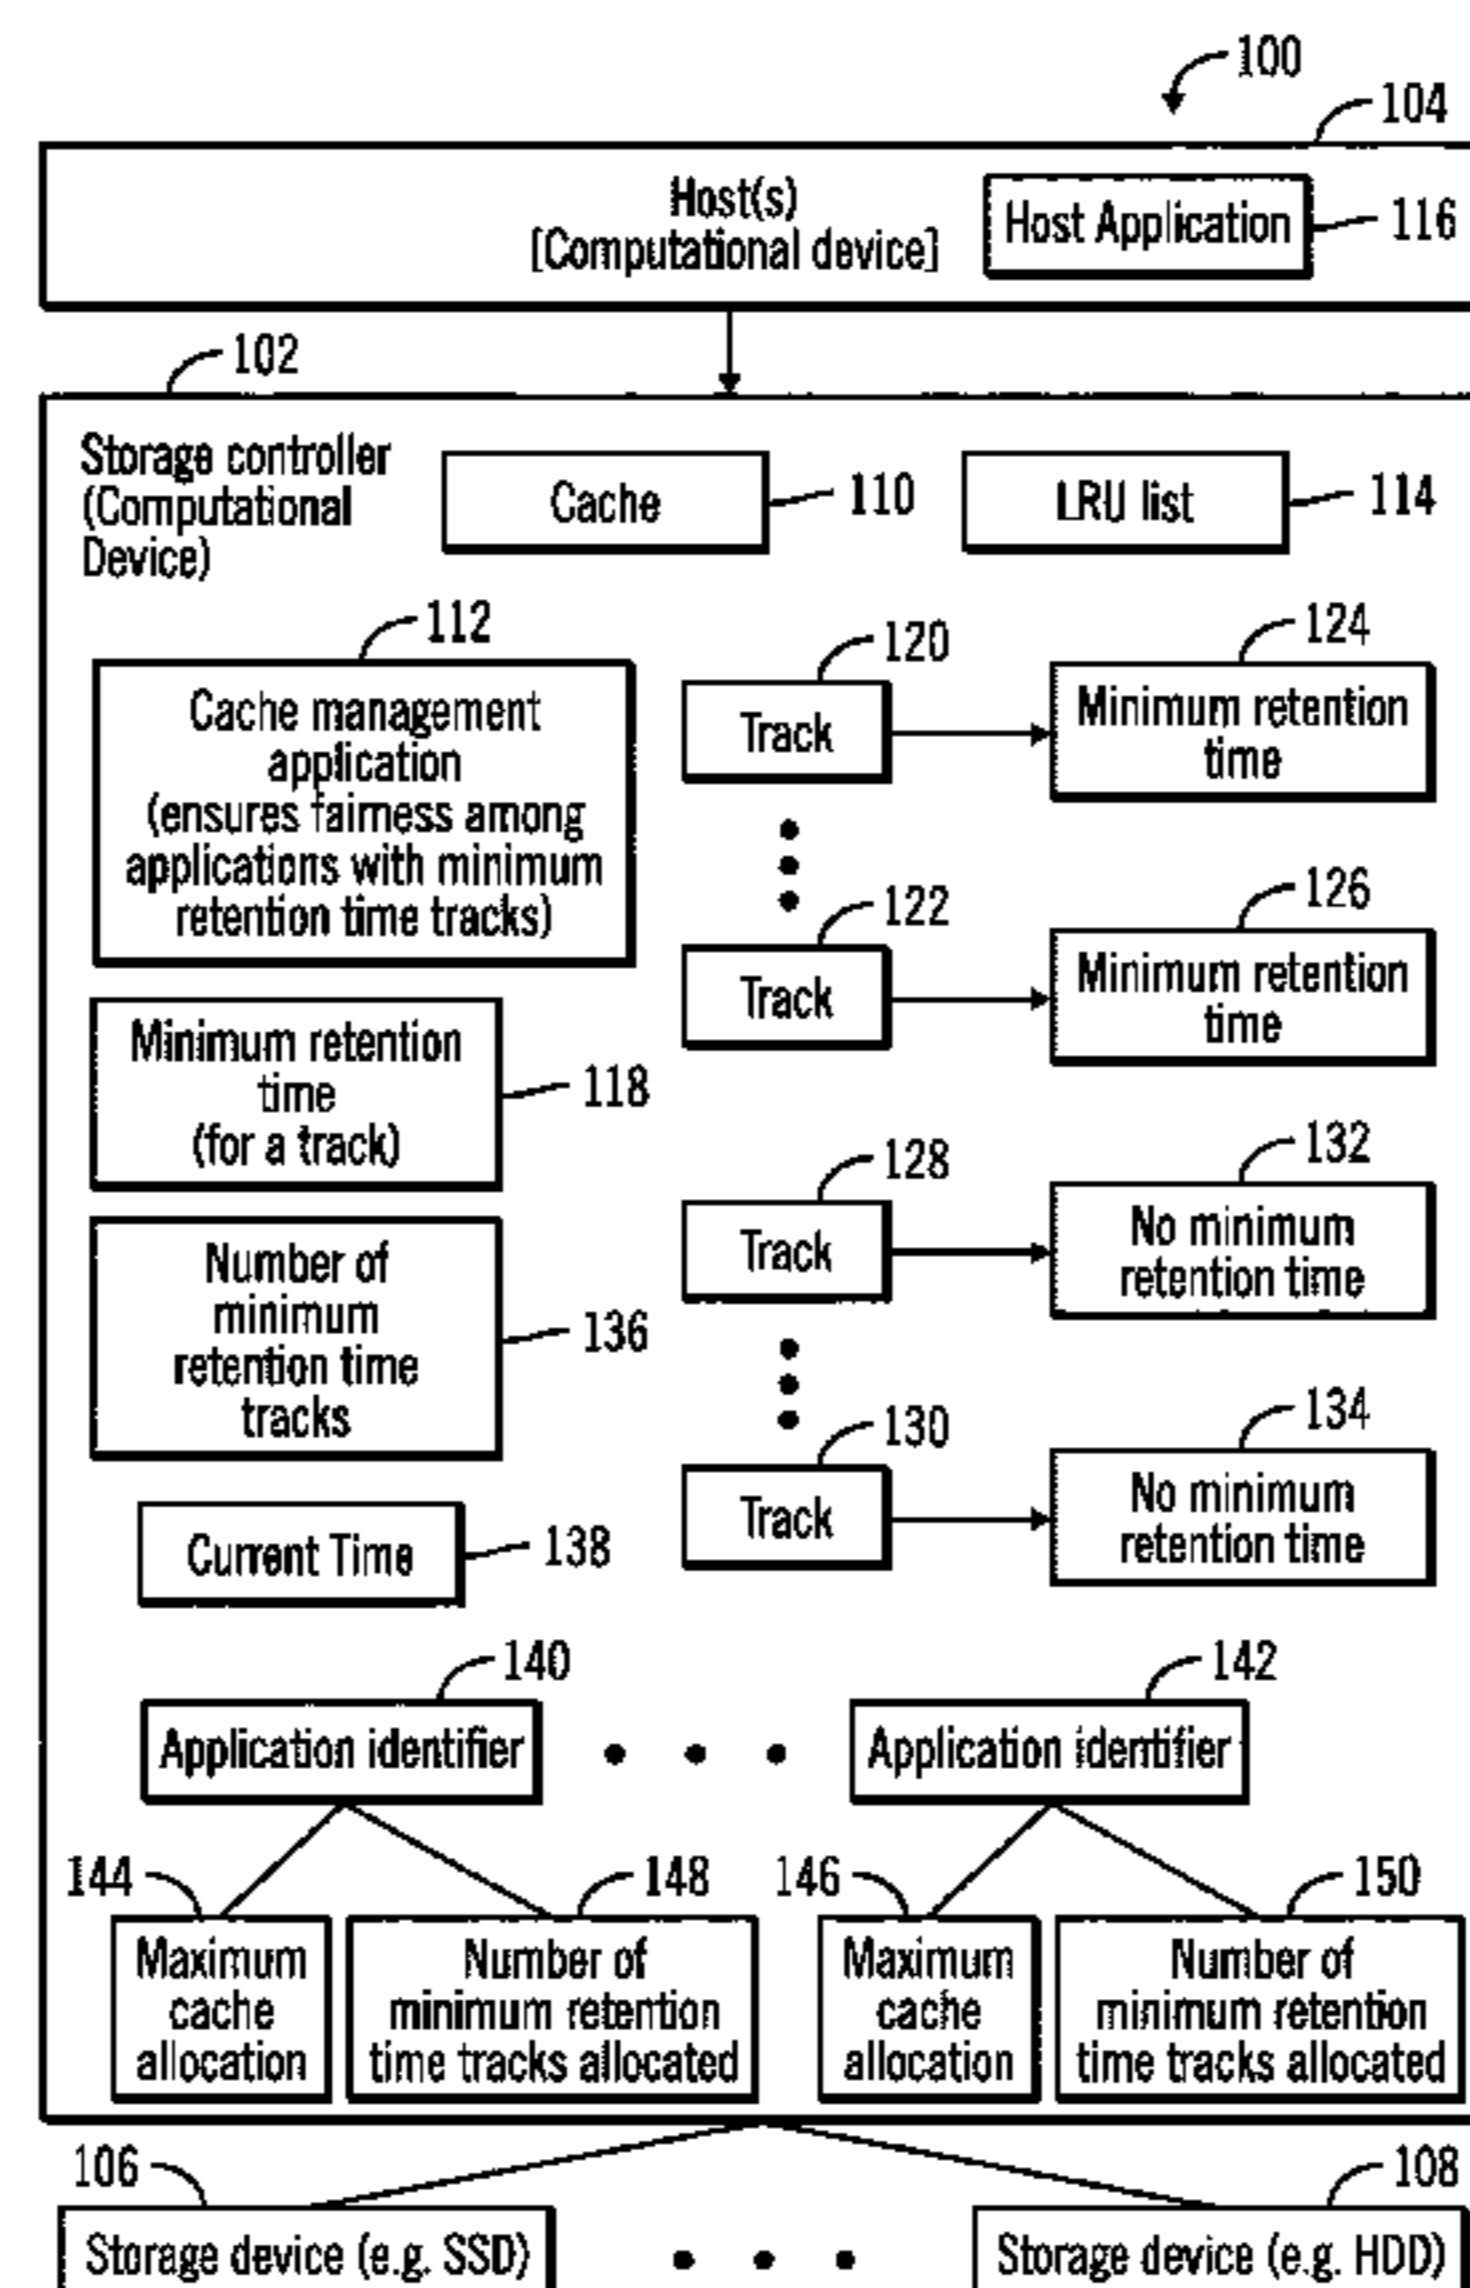 100
104
Host(s)
[Computational device]
Host Application
116
102
Storage controller
(Computational
Device)
Cache
110
LRU list
114
112
Cache management
application
(ensures fairness among
applications with minimum
retention time tracks)
120
Track
124
Minimum retention
time
122
Track
126
Minimum retention
time
Minimum retention
time
(for a track)
118
128
Track
132
No minimum
retention time
Number of
minimum
retention time
tracks
136
130
Track
134
No minimum
retention time
Current Time
138
140
Application identifier
142
Application identifier
144
Maximum
cache
allocation
148
Number of
minimum retention
time tracks allocated
146
Maximum
cache
allocation
150
Number of
minimum retention
time tracks allocated
106
Storage device (e.g. SSD)
108
Storage device (e.g. HDD)